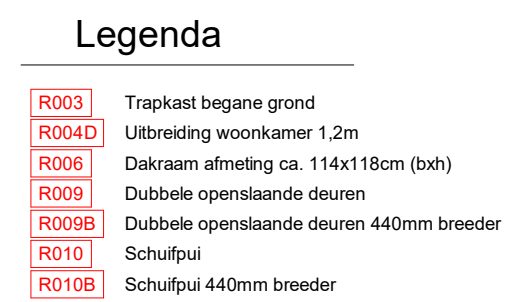 Legenda
R003 Trapkast begane grond
R004D Uitbreiding woonkamer 1,2m
R006 Dakraam afmeting ca. 114x118cm (bxh)
R009 Dubbele openslaande deuren
R009B Dubbele openslaande deuren 440mm breeder
R010 Schuifpui
R010B Schuifpui 440mm breeder